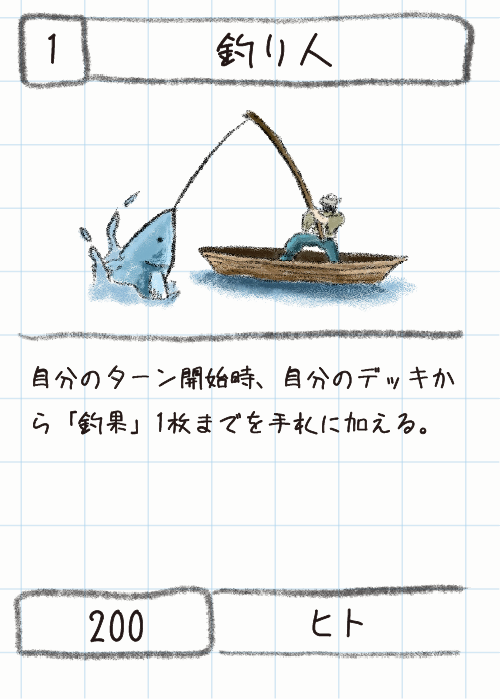 1
釣り人
自分のターン開始時、自分のデッキか
ら「釣果」1枚までを手札に加える。
200
ヒト